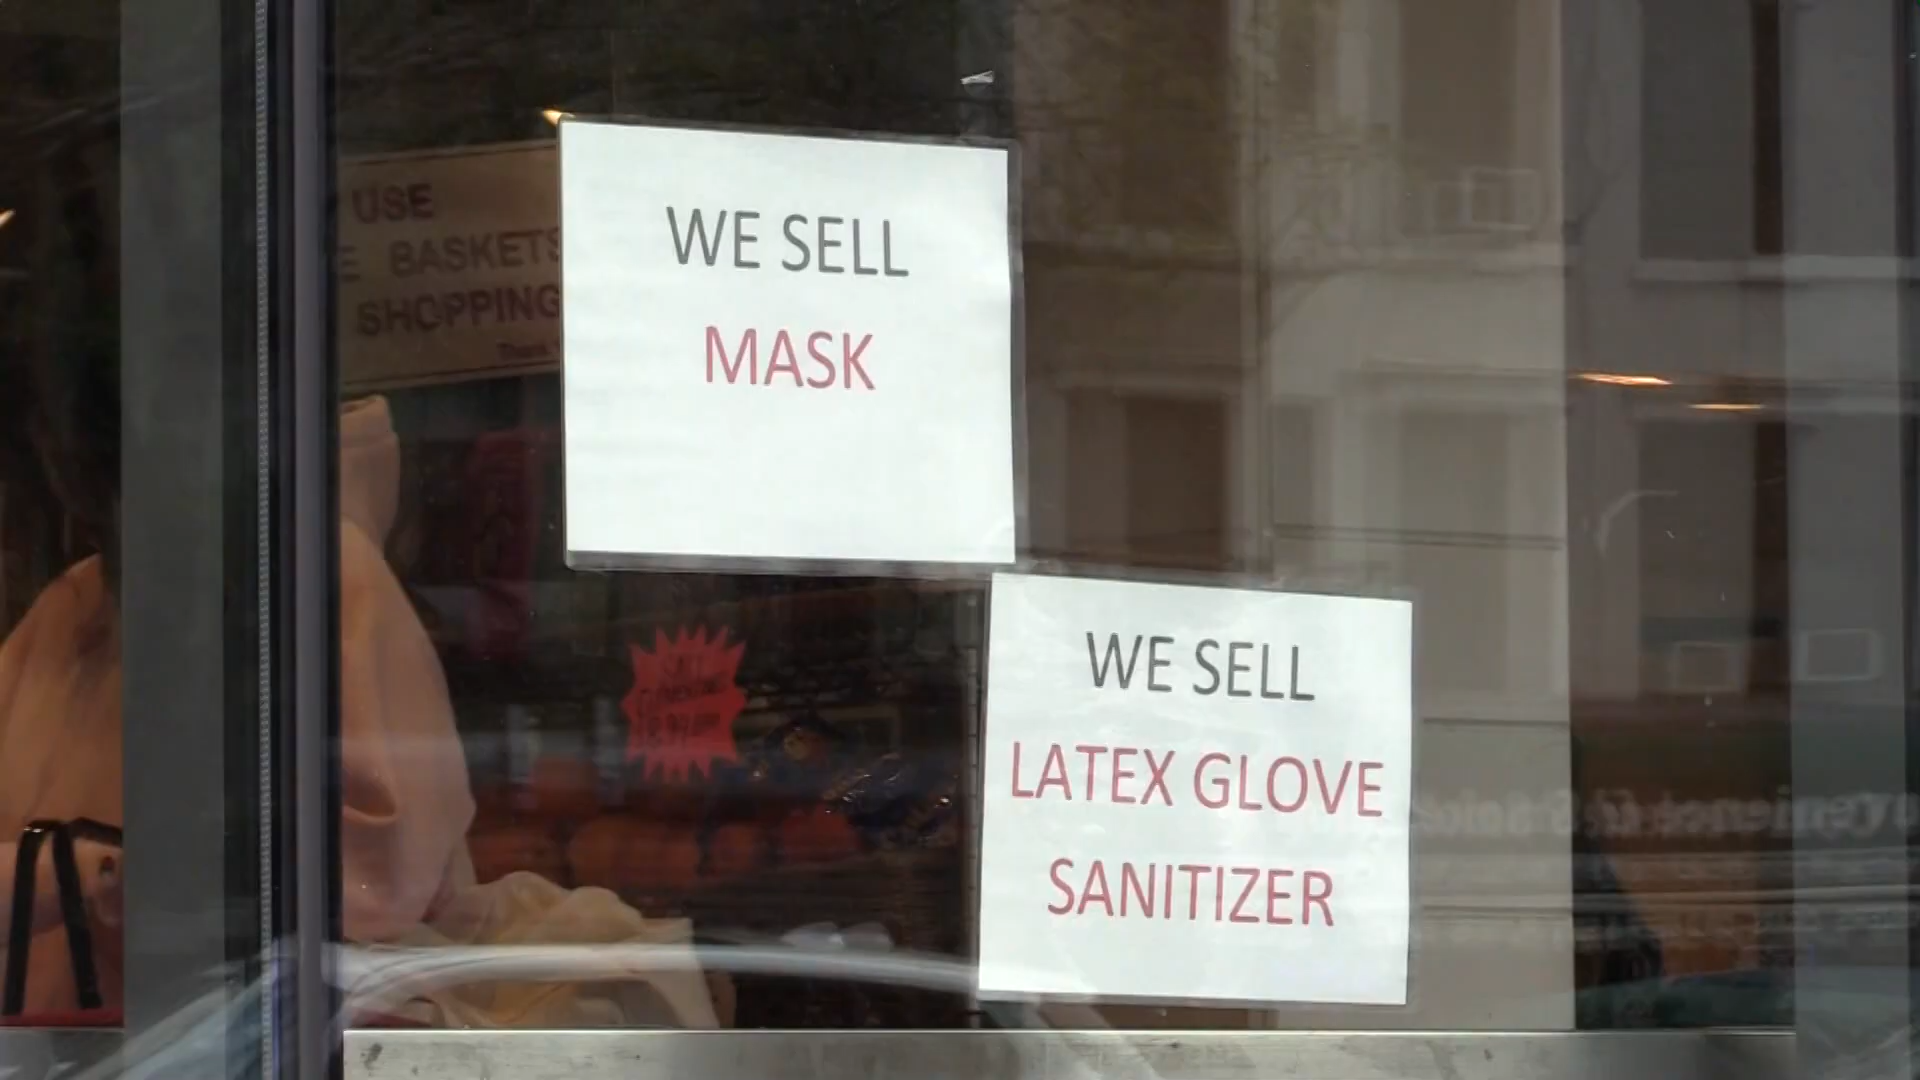 USE
BASKETS
SHOPPING
WE SELL
MASK
WE SELL
LATEX GLOVE
SANITIZER